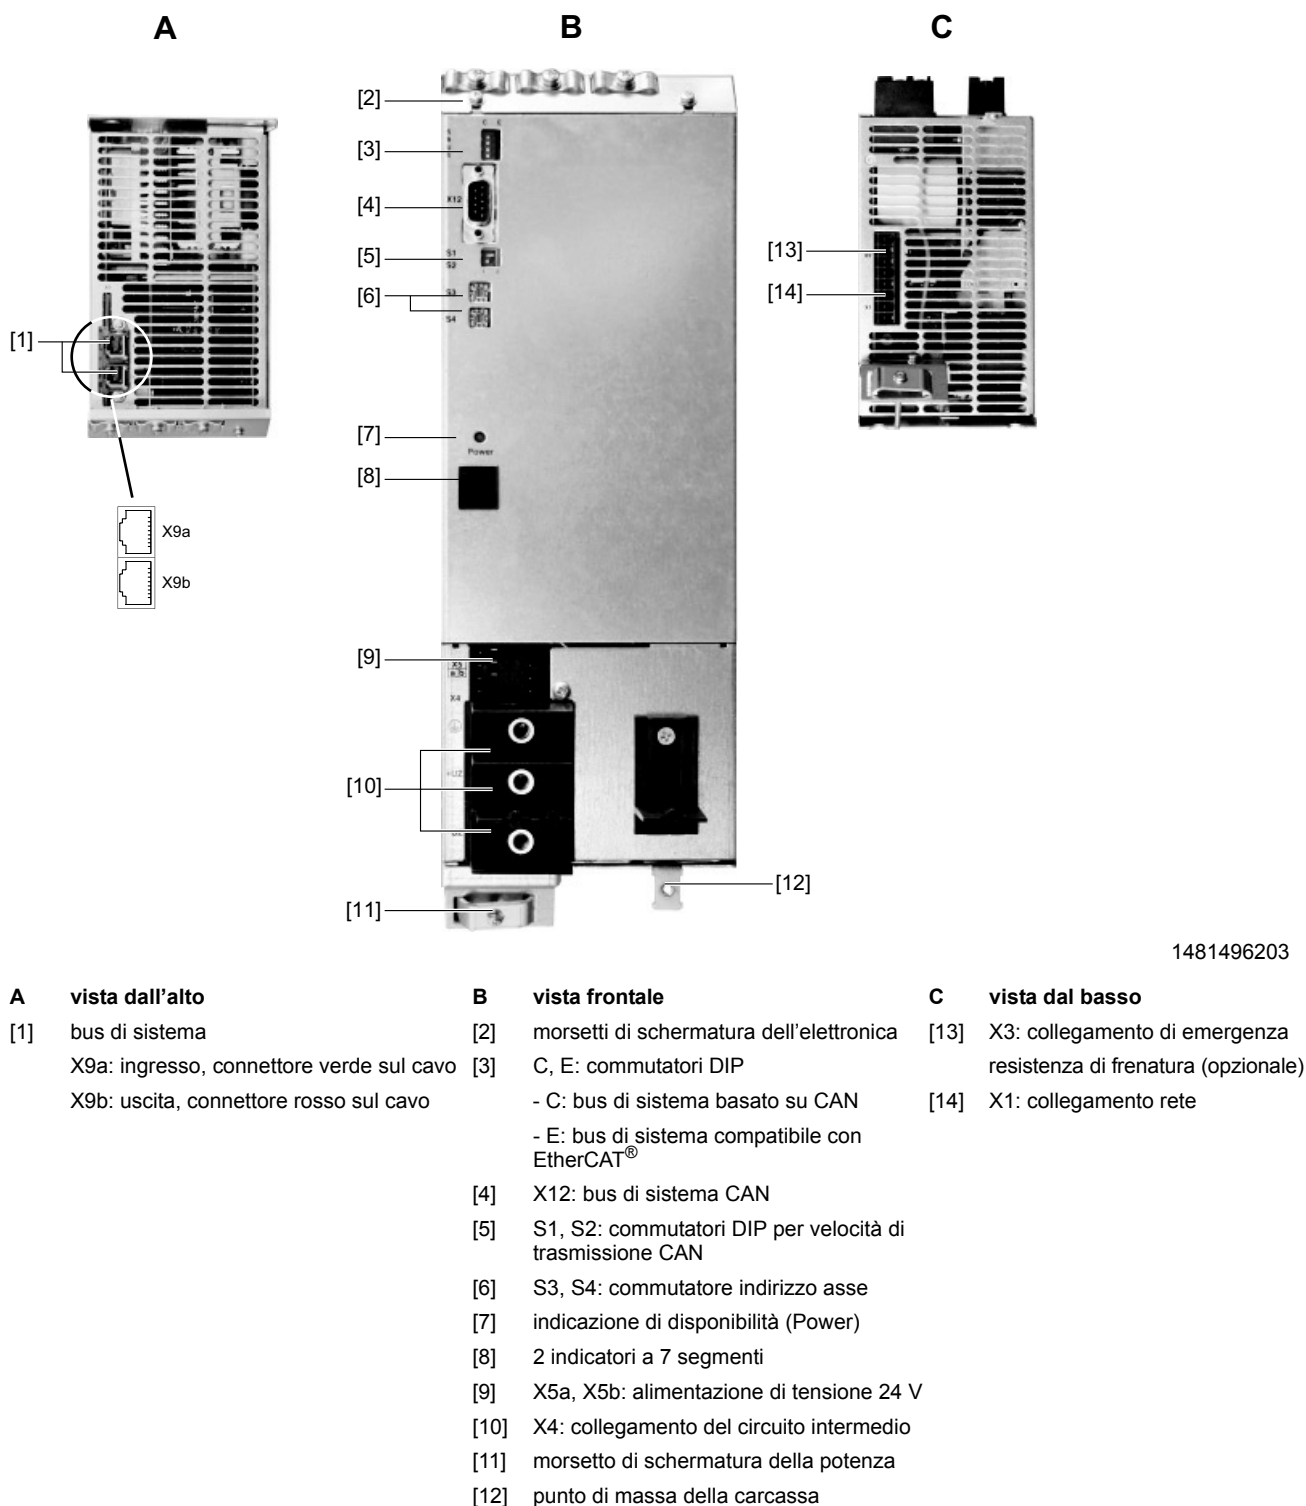 A
B
C
[1]
X9a
X9b
[2]
[3]
[4]
[5]
[6]
[7]
[8]
[9]
[10]
[11]
[12]
[13]
[14]
C E
X12
S1
S2
S3
S4
Power
X5
a b
X4
+UZ
1481496203
A vista dall'alto
[1] bus di sistema
X9a: ingresso, connettore verde sul cavo
X9b: uscita, connettore rosso sul cavo
B vista frontale
[2] morsetti di schermatura dell'elettronica
[3] C, E: commutatori DIP
- C: bus di sistema basato su CAN
- E: bus di sistema compatibile con
EtherCAT®
[4] X12: bus di sistema CAN
[5] S1, S2: commutatori DIP per velocità di
trasmissione CAN
[6] S3, S4: commutatore indirizzo asse
[7] indicazione di disponibilità (Power)
[8] 2 indicatori a 7 segmenti
[9] X5a, X5b: alimentazione di tensione 24 V
[10] X4: collegamento del circuito intermedio
[11] morsetto di schermatura della potenza
[12] punto di massa della carcassa
C vista dal basso
[13] X3: collegamento di emergenza
resistenza di frenatura (opzionale)
[14] X1: collegamento rete